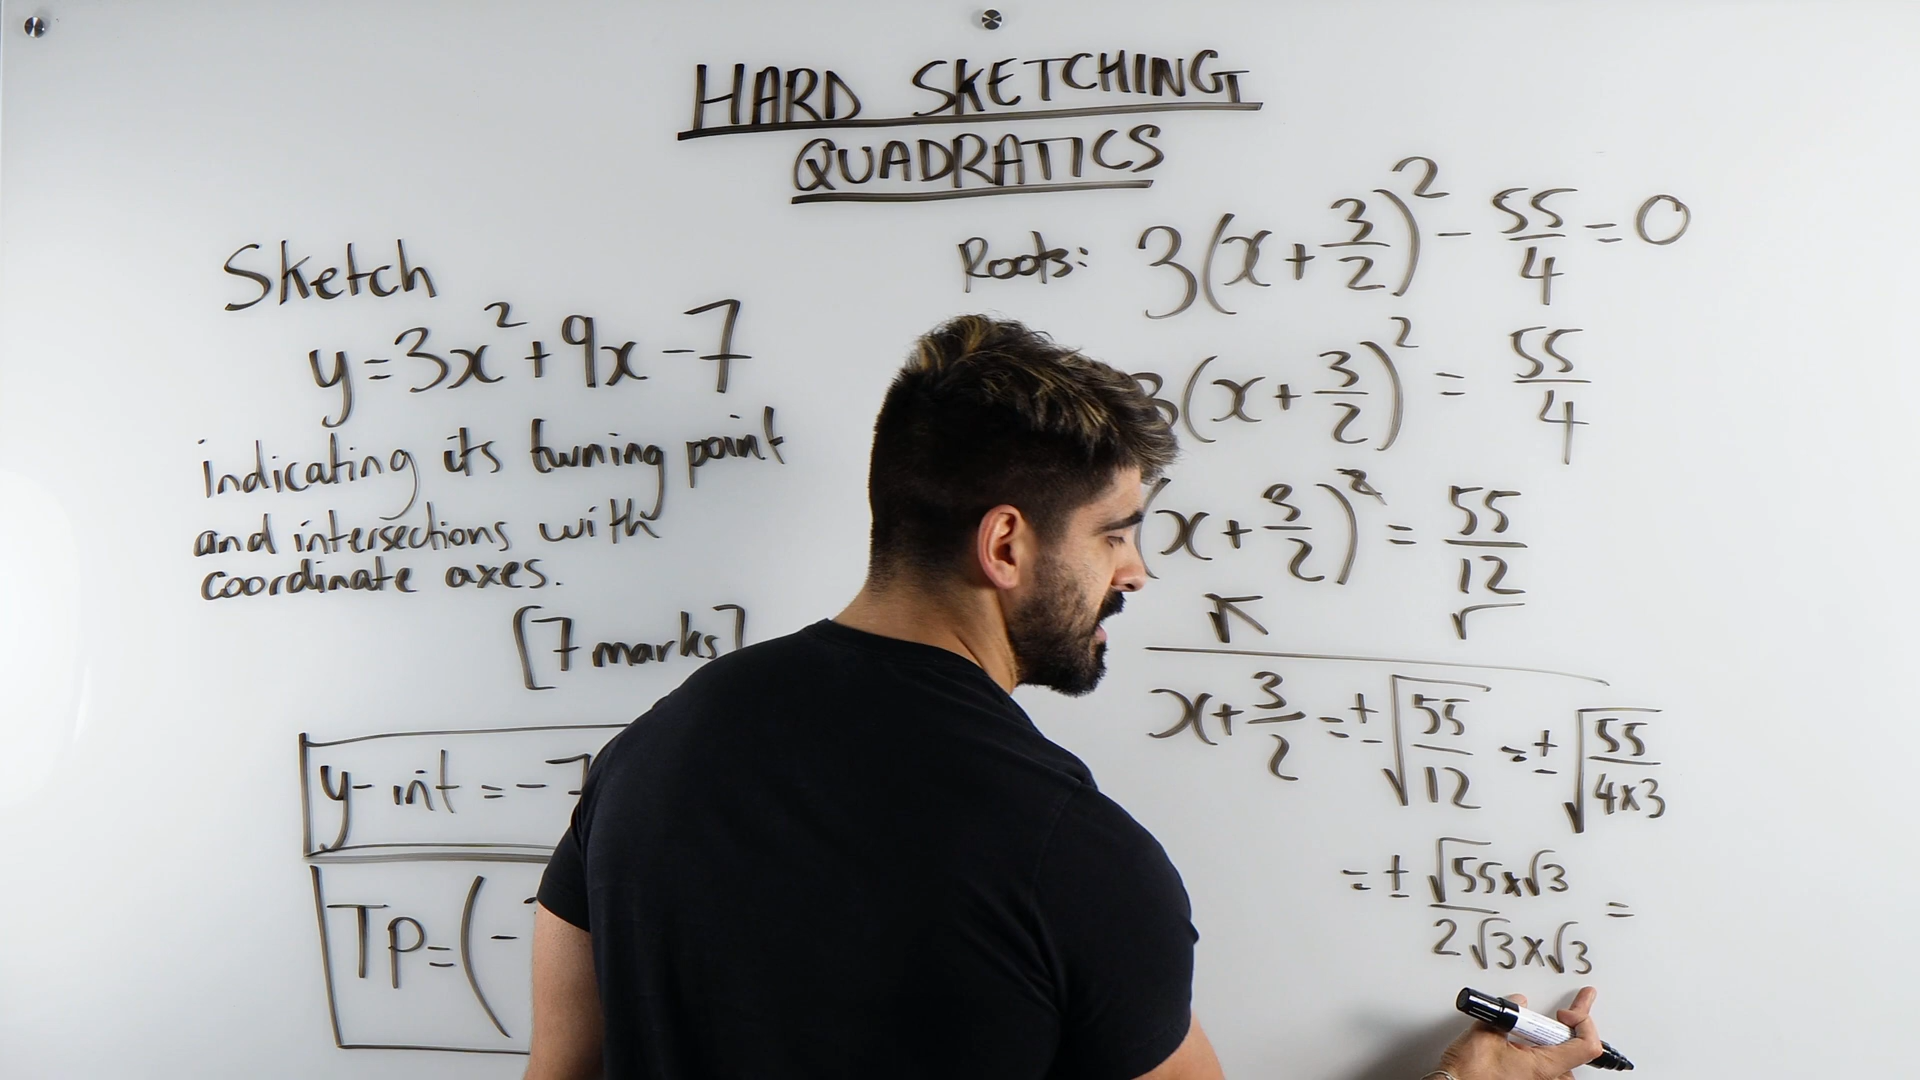 HARD SKETCHING
QUADRATICS
Sketch
y=3x²+9x-7
indicating its turning point
and intersections with
coordinate axes.
[7 marks]
y-int=-7
TP=(-
Roots: 3(x+3/2)²-55/4=0
3(x+3/2)²=55/4
(x+3/2)²=55/12
√ √
x+3/2=±√(55/12)=±√(55/(4x3))
=±(√55x√3)/(2√3x√3)=